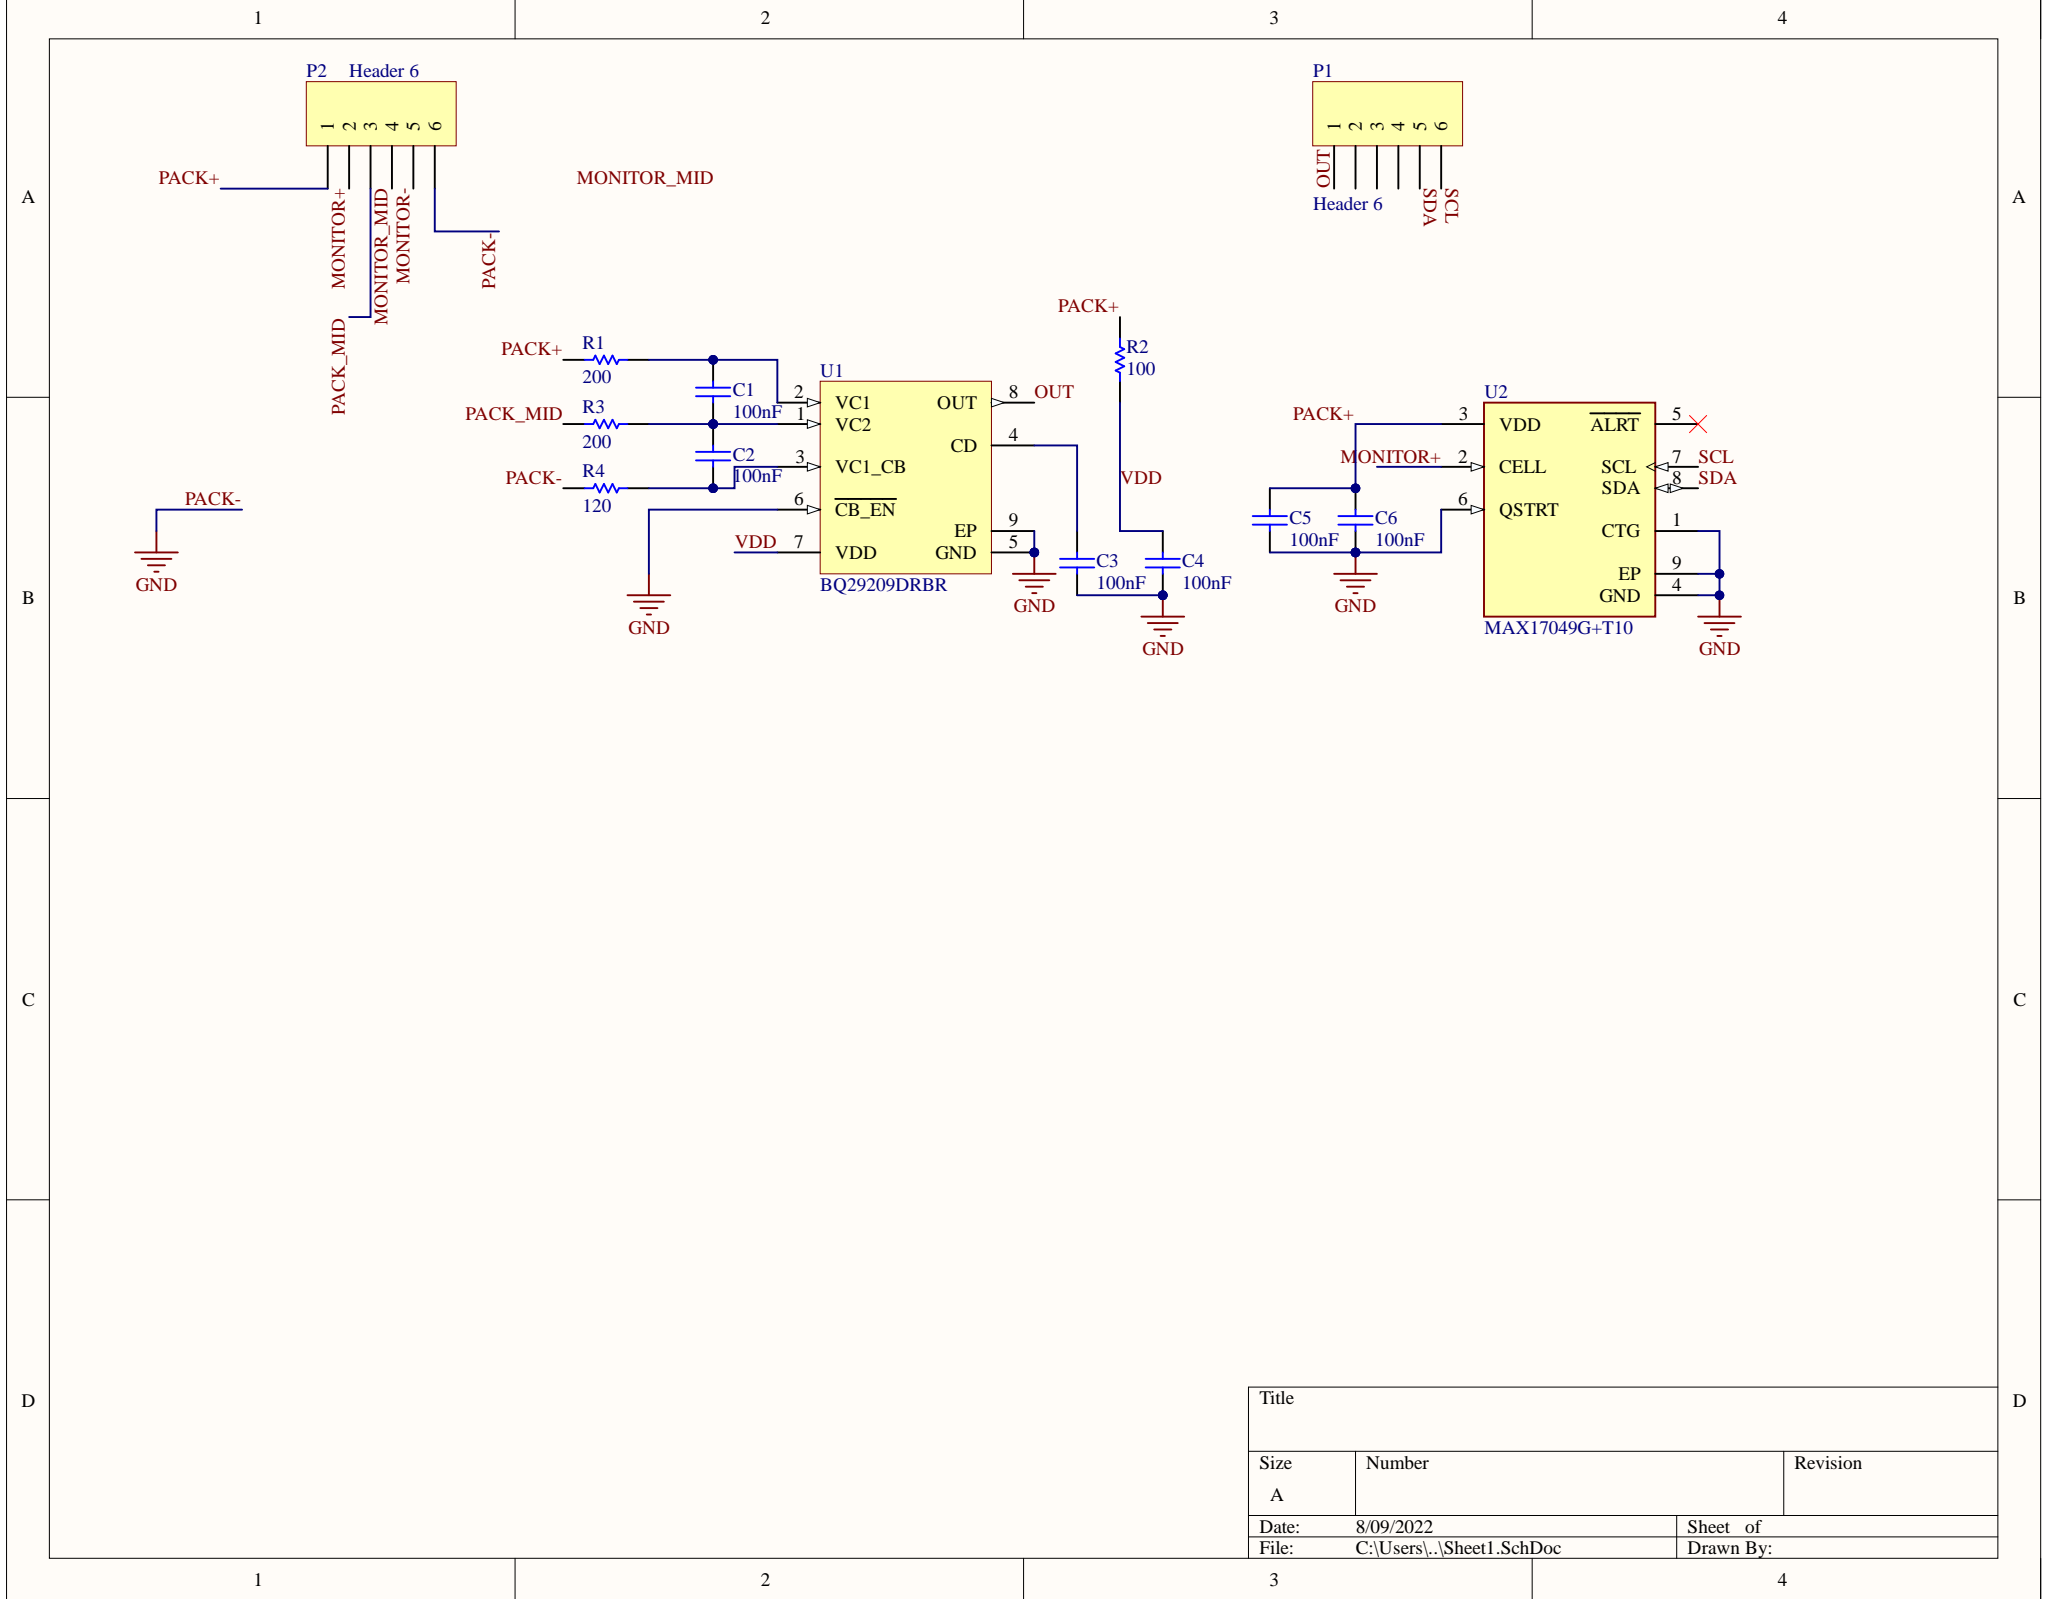 1 2 3 4
P2 Header 6
1 2 3 4 5 6
PACK+
MONITOR+
PACK_MID
MONITOR_MID
MONITOR-
PACK-
MONITOR_MID
P1
1 2 3 4 5 6
OUT
Header 6
SDA
SCL
A
A
PACK+
R1
200
PACK_MID
R3
200
PACK-
R4
120
C1
100nF
C2
100nF
U1
2 VC1
1 VC2
3 VC1_CB
6 CB_EN
VDD 7 VDD
OUT 8 OUT
CD 4
EP 9
GND 5
BQ29209DRBR
GND
GND
PACK+
R2
100
VDD
C3
100nF
C4
100nF
GND
PACK-
GND
U2
PACK+ 3 VDD
MONITOR+ 2 CELL
6 QSTRT
ALRT 5
SCL 7 SCL
SDA 8 SDA
CTG 1
EP 9
GND 4
MAX17049G+T10
C5
100nF
C6
100nF
GND
GND
B
B
C
C
D
D
Title
Size
A
Number
Revision
Date: 8/09/2022
Sheet of
File: C:\Users\..\Sheet1.SchDoc
Drawn By:
1 2 3 4